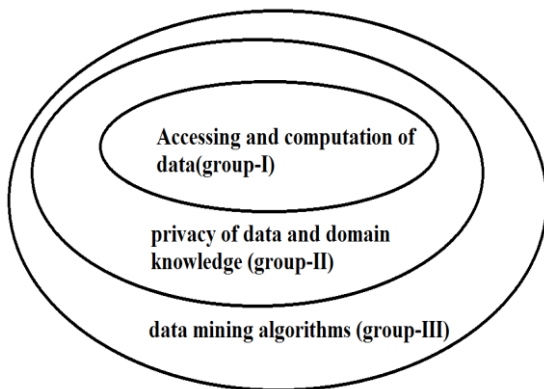 Accessing and computation of
data(group-I)
privacy of data and domain
knowledge (group-II)
data mining algorithms (group-III)